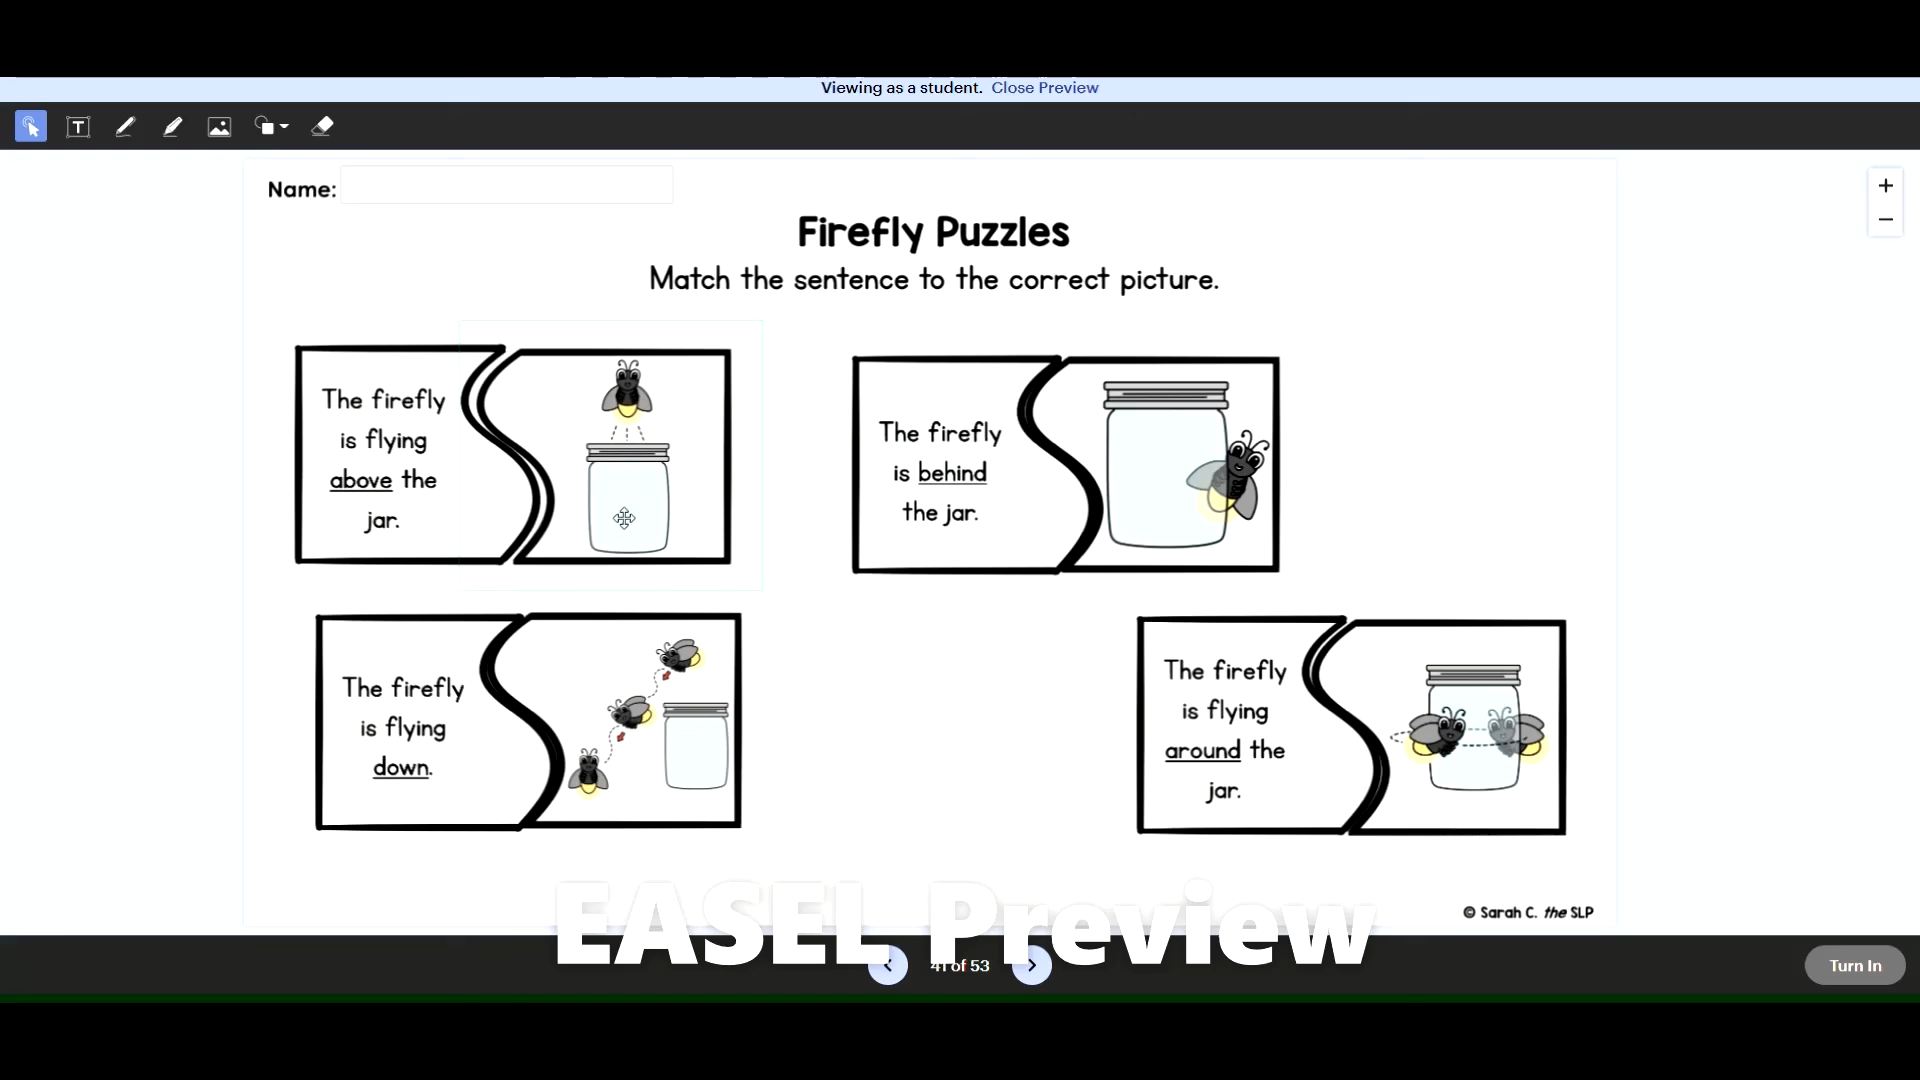 Viewing as a student. Close Preview
T
Name:
Firefly Puzzles
Match the sentence to the correct picture.
The firefly
is flying
above the
jar.
The firefly
is behind
the jar.
The firefly
is flying
down.
The firefly
is flying
around the
jar.
© Sarah C. the SLP
EASEL Preview
41 of 53
Turn In